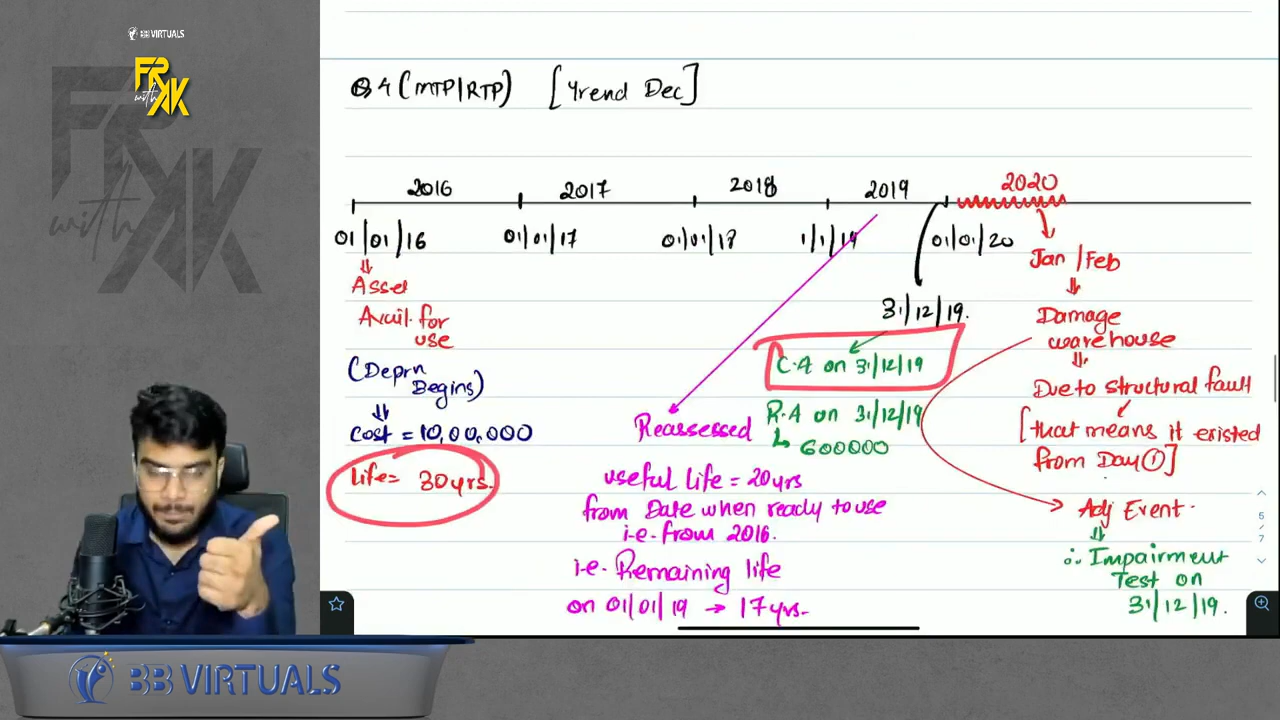 BB VIRTUALS
FR
with
KK
Q 4 (MTP/RTP) [Yrend Dec]
2016 2017 2018 2019 2020
01/01/16 01/01/17 01/01/18 1/1/19 01/01/20
Asset
Avail. for
use
(Deprn
Begins)
Cost = 10,00,000
life = 30yrs.
31/12/19.
C.A on 31/12/19
R.A on 31/12/19
600000
Reassessed
useful life = 20yrs
from Date when ready to use
i.e. from 2016.
i.e. Remaining life
on 01/01/19 → 17yrs.
Jan/Feb
Damage
warehouse
Due to structural fault
[that means it existed
from Day ①]
Adj Event.
∴ Impairment
Test on
31/12/19.
5
/
7
BB VIRTUALS